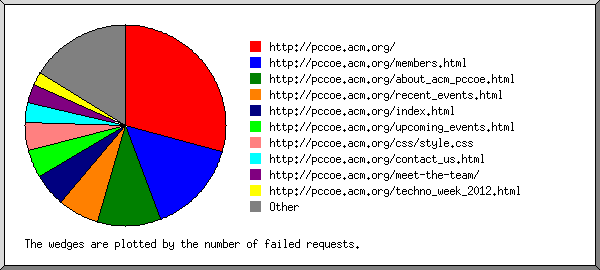 http://pccoe.acm.org/
http://pccoe.acm.org/members.html
http://pccoe.acm.org/about_acm_pccoe.html
http://pccoe.acm.org/recent_events.html
http://pccoe.acm.org/index.html
http://pccoe.acm.org/upcoming_events.html
http://pccoe.acm.org/css/style.css
http://pccoe.acm.org/contact_us.html
http://pccoe.acm.org/meet-the-team/
http://pccoe.acm.org/techno_week_2012.html
Other
The wedges are plotted by the number of failed requests.